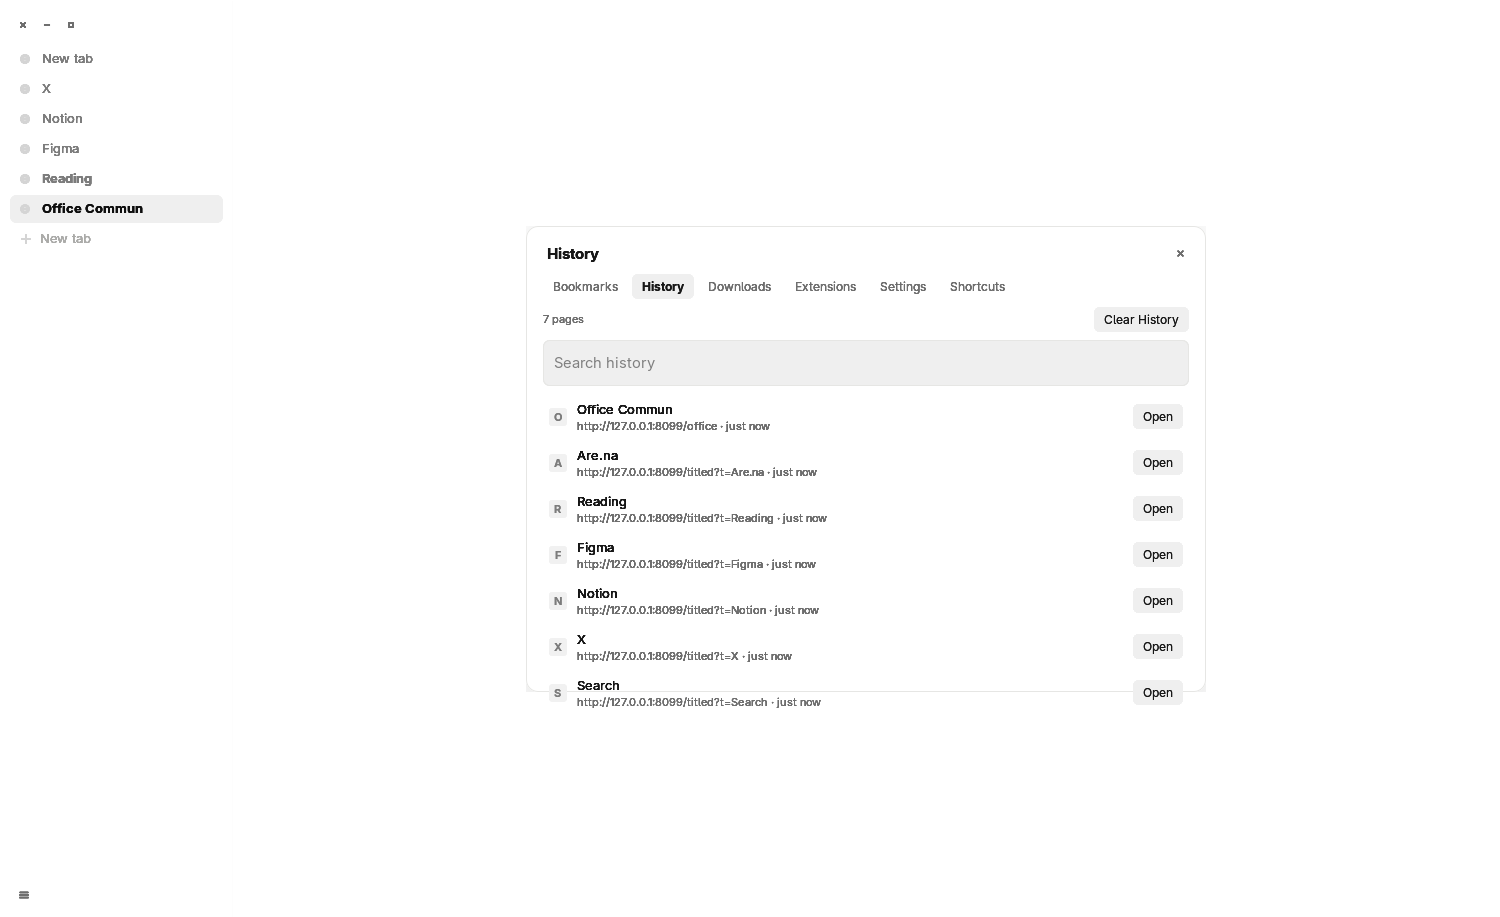 New tab
X
Notion
Figma
Reading
Office Commun
New tab
History
Bookmarks History Downloads Extensions Settings Shortcuts
7 pages Clear History
Search history
O Office Commun Open
http://127.0.0.1:8099/office · just now
A Are.na Open
http://127.0.0.1:8099/titled?t=Are.na · just now
R Reading Open
http://127.0.0.1:8099/titled?t=Reading · just now
F Figma Open
http://127.0.0.1:8099/titled?t=Figma · just now
N Notion Open
http://127.0.0.1:8099/titled?t=Notion · just now
X X Open
http://127.0.0.1:8099/titled?t=X · just now
S Search Open
http://127.0.0.1:8099/titled?t=Search · just now